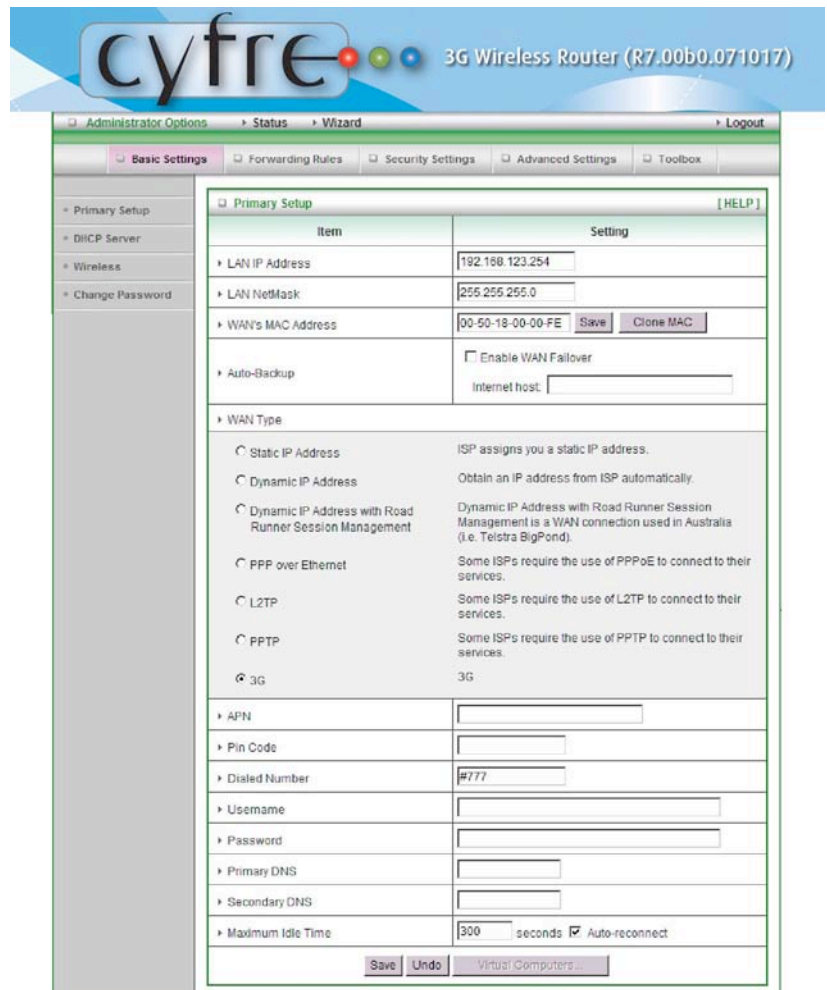 cyfre
3G Wireless Router (R7.00b0.071017)
Administrator Options
Status
Wizard
Logout
Basic Settings
Forwarding Rules
Security Settings
Advanced Settings
Toolbox
Primary Setup
DHCP Server
Wireless
Change Password
Primary Setup
[HELP]
Item
Setting
LAN IP Address
192.168.123.254
LAN NetMask
255.255.255.0
WAN's MAC Address
00-50-18-00-00-FE
Save
Clone MAC
Auto-Backup
Enable WAN Failover
Internet host:
WAN Type
Static IP Address
ISP assigns you a static IP address.
Dynamic IP Address
Obtain an IP address from ISP automatically.
Dynamic IP Address with Road
Runner Session Management
Dynamic IP Address with Road Runner Session
Management is a WAN connection used in Australia
(i.e. Telstra BigPond).
PPP over Ethernet
Some ISPs require the use of PPPoE to connect to their
services.
L2TP
Some ISPs require the use of L2TP to connect to their
services.
PPTP
Some ISPs require the use of PPTP to connect to their
services.
3G
3G
APN
Pin Code
Dialed Number
#777
Username
Password
Primary DNS
Secondary DNS
Maximum Idle Time
300
seconds
Auto-reconnect
Save
Undo
Virtual Computers...